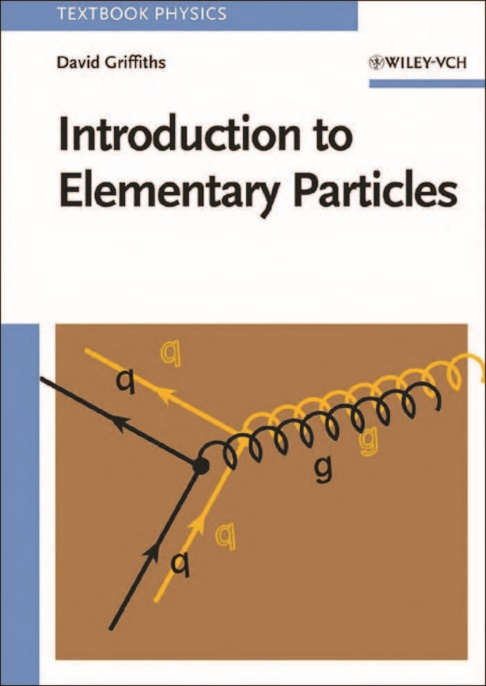 TEXTBOOK PHYSICS
David Griffiths
WILEY-VCH
Introduction to
Elementary Particles
q
q
g
g
q
q